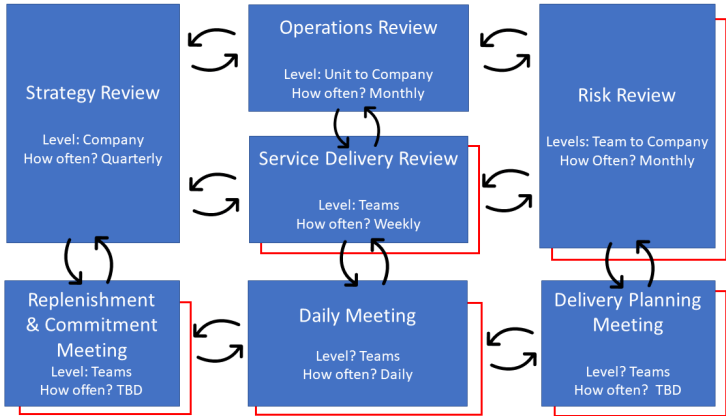 Operations Review
Level: Unit to Company
How often? Monthly
Strategy Review
Level: Company
How often? Quarterly
Risk Review
Levels: Team to Company
How Often? Monthly
Service Delivery Review
Level: Teams
How often? Weekly
Replenishment
& Commitment
Meeting
Level: Teams
How offen? TBD
Daily Meeting
Level? Teams
How often? Daily
Delivery Planning
Meeting
Level? Teams
How often? TBD